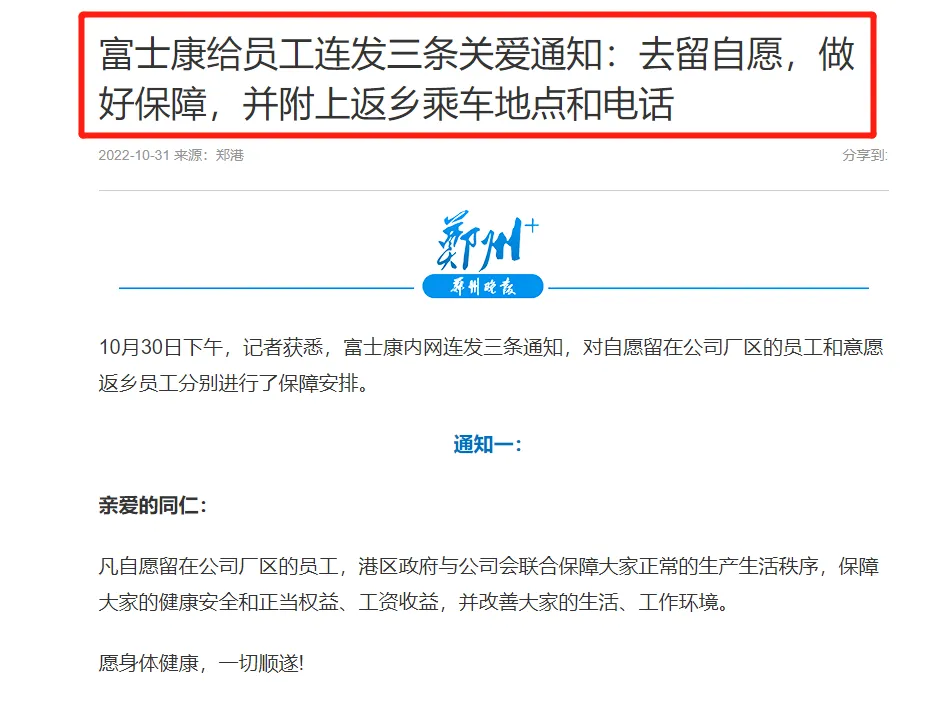 富士康给员工连发三条关爱通知：去留自愿，做
好保障，并附上返乡乘车地点和电话
2022-10-31 来源：郑港
分享到:
郑州+
郑州晚报
10月30日下午，记者获悉，富士康内网连发三条通知，对自愿留在公司厂区的员工和意愿
返乡员工分别进行了保障安排。
通知一：
亲爱的同仁：
凡自愿留在公司厂区的员工，港区政府与公司会联合保障大家正常的生产生活秩序，保障
大家的健康安全和正当权益、工资收益，并改善大家的生活、工作环境。
愿身体健康，一切顺遂!